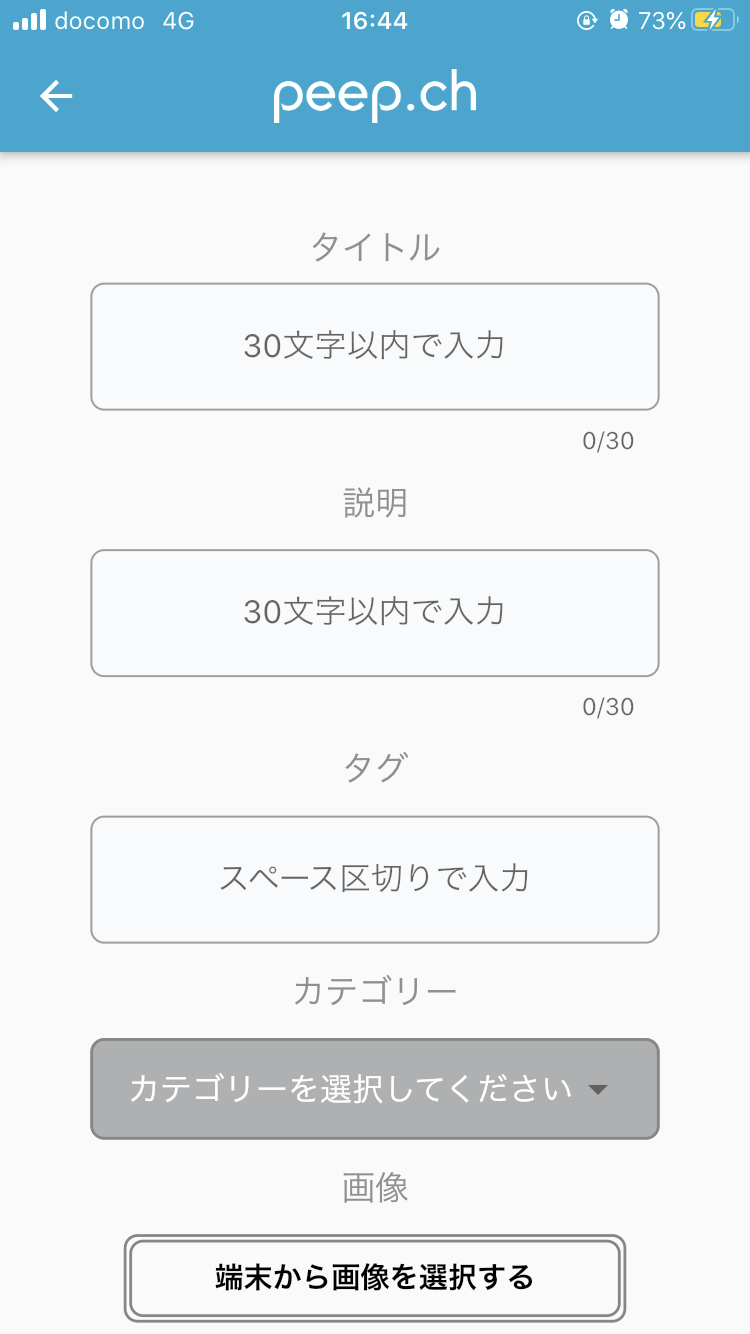 docomo 4G 16:44 73%
peep.ch
タイトル
30文字以内で入力
0/30
説明
30文字以内で入力
0/30
タグ
スペース区切りで入力
カテゴリー
カテゴリーを選択してください
画像
端末から画像を選択する